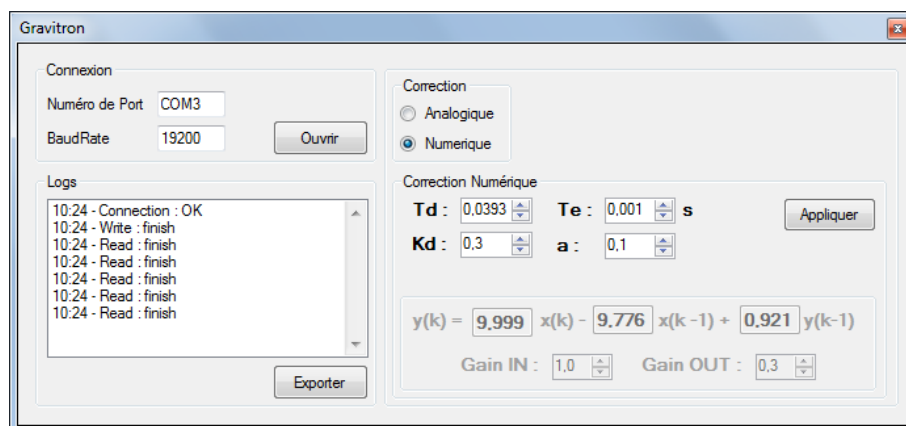 Gravitron
Connexion
Numéro de Port COM3
BaudRate 19200 Ouvrir
Logs
10:24 - Connection : OK
10:24 - Write : finish
10:24 - Read : finish
10:24 - Read : finish
10:24 - Read : finish
10:24 - Read : finish
10:24 - Read : finish
Exporter
Correction
Analogique
Numerique
Correction Numérique
Td : 0,0393 Te : 0,001 s Appliquer
Kd : 0,3 a : 0,1
y(k) = 9,999 x(k) - 9,776 x(k -1) + 0,921 y(k-1)
Gain IN : 1,0 Gain OUT : 0,3